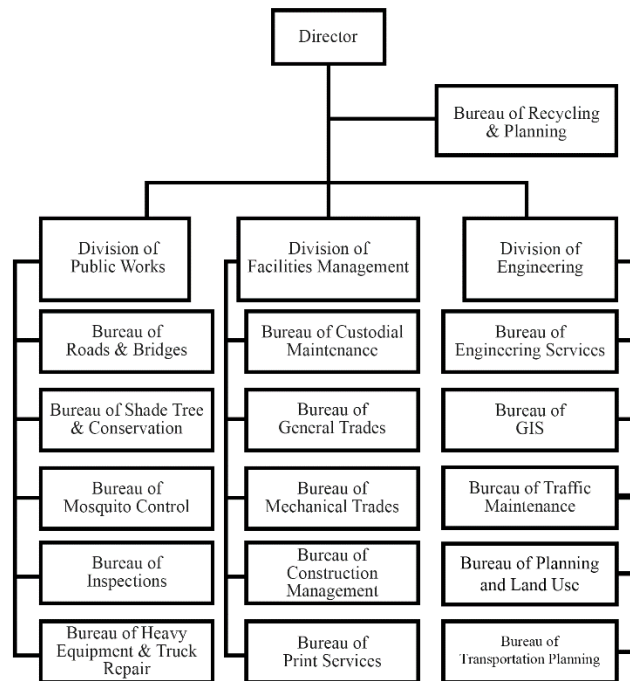 Director
Bureau of Recycling
& Planning
Division of
Public Works
Division of
Facilities Management
Division of
Engineering
Bureau of
Roads & Bridges
Bureau of Custodial
Maintenance
Bureau of
Engineering Services
Bureau of Shade Tree
& Conservation
Bureau of
General Trades
Bureau of
GIS
Bureau of
Mosquito Control
Bureau of
Mechanical Trades
Bureau of Traffic
Maintenance
Bureau of
Inspections
Bureau of
Construction
Management
Bureau of Planning
and Land Use
Bureau of Heavy
Equipment & Truck
Repair
Bureau of
Print Services
Bureau of
Transportation Planning